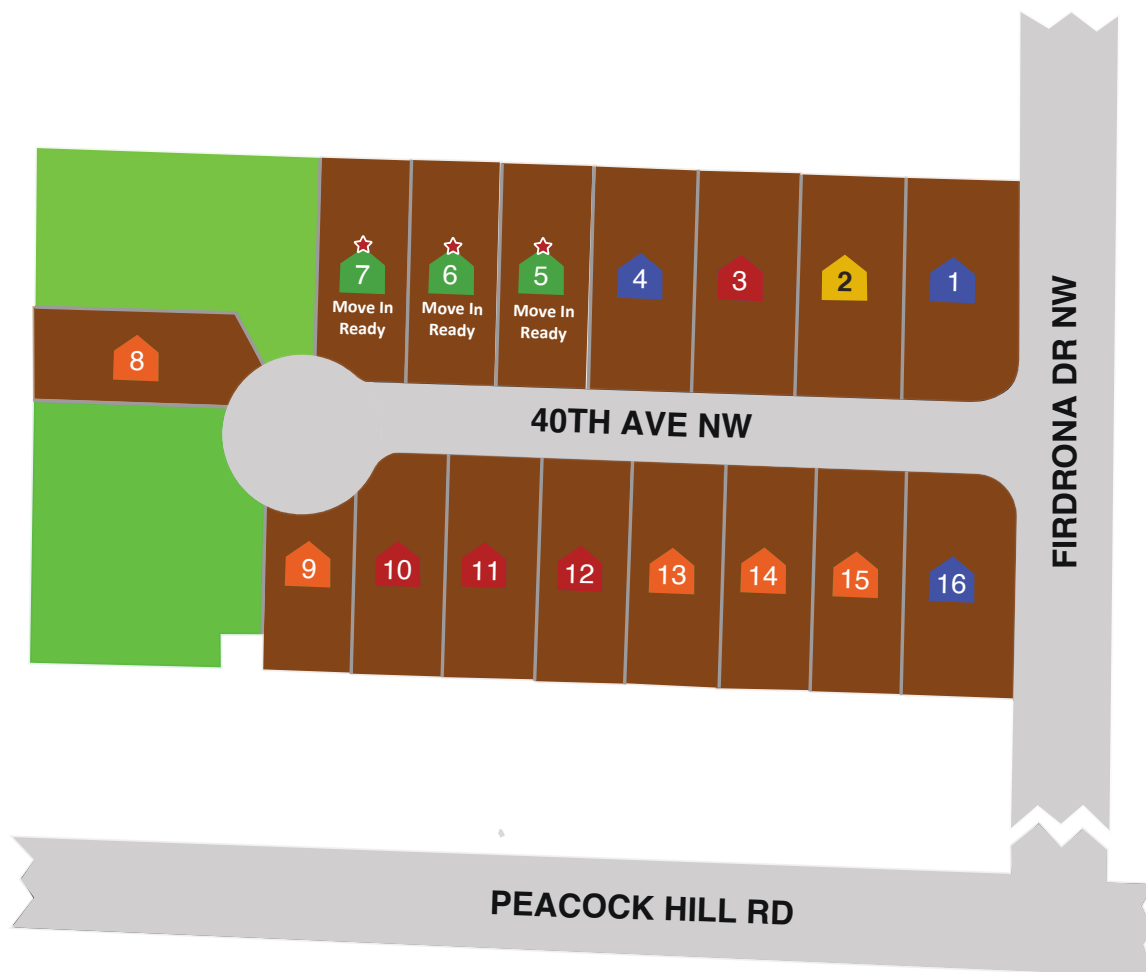 7
6
5
4
3
2
1
Move In
Ready
Move In
Ready
Move In
Ready
8
40TH AVE NW
FIRDRONA DR NW
9
10
11
12
13
14
15
16
PEACOCK HILL RD